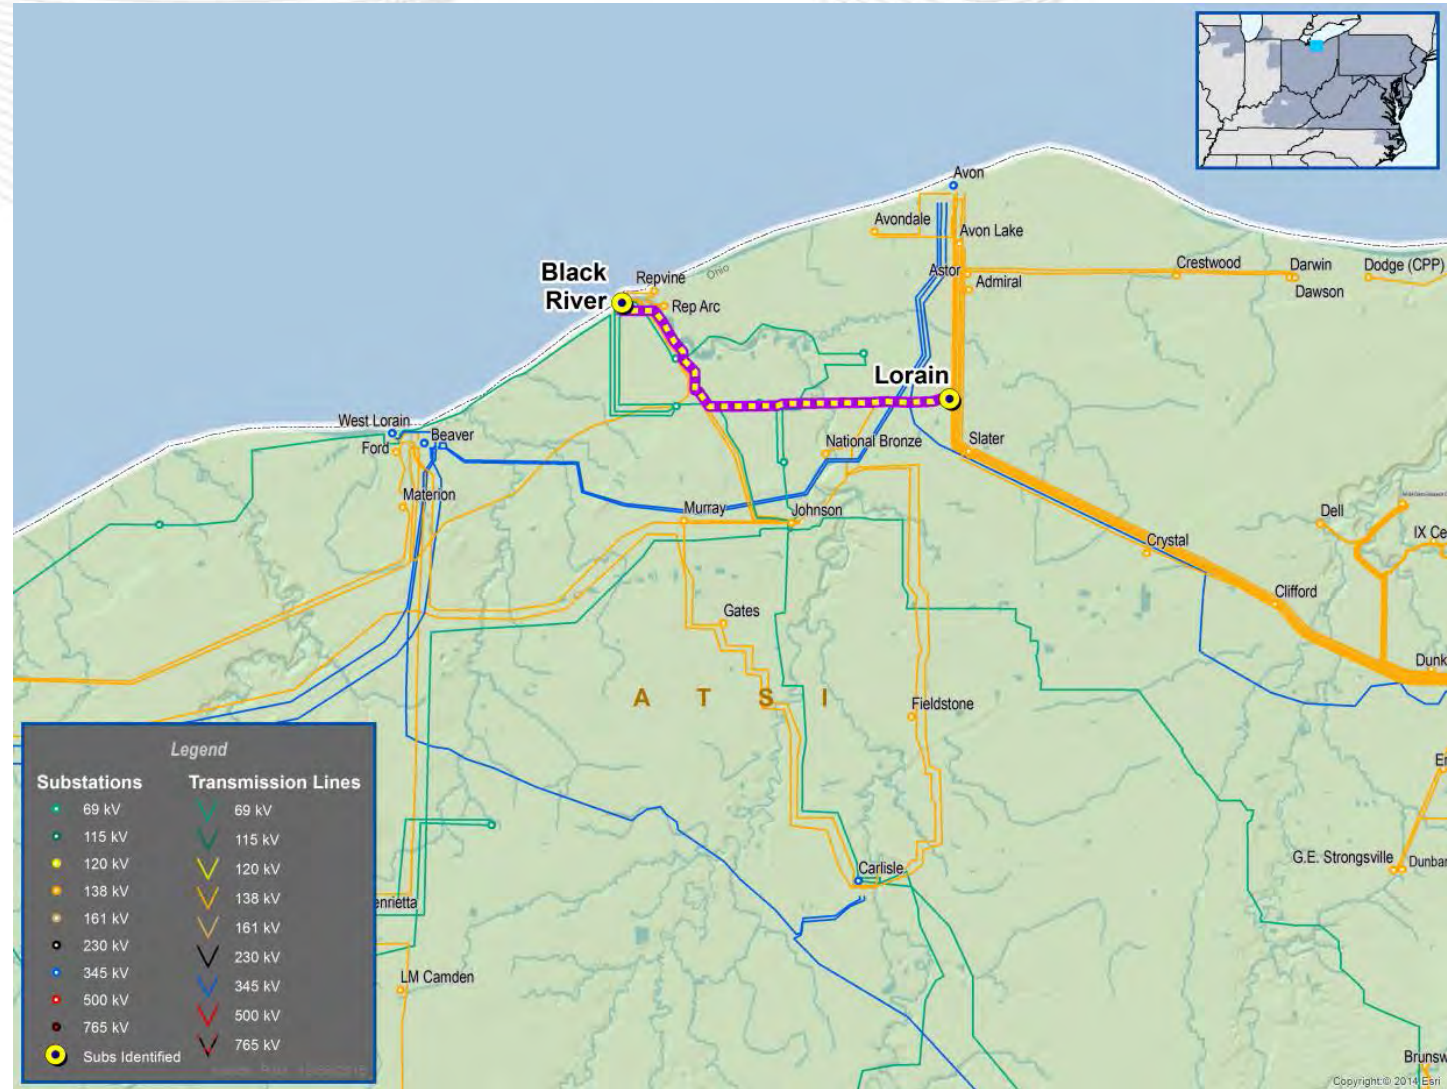 Avon
Avondale
Avon Lake
Ohio
Black
River
Repvine
Rep Arc
Astor
Admiral
Crestwood
Darwin
Dawson
Dodge (CPP)
Lorain
West Lorain
Ford
Beaver
National Bronze
Slater
Materion
Murray
Johnson
Dell
IX Ce
Crystal
Clifford
Gates
Dunk
A T S I
Fieldstone
Er
G.E. Strongsville
Dunbar
Carlisle
enrietta
LM Camden
Brunsw
Legend
Substations
69 kV
115 kV
120 kV
138 kV
161 kV
230 kV
345 kV
500 kV
765 kV
Subs Identified
Transmission Lines
69 kV
115 kV
120 kV
138 kV
161 kV
230 kV
345 kV
500 kV
765 kV
Copyright:© 2014 Esri